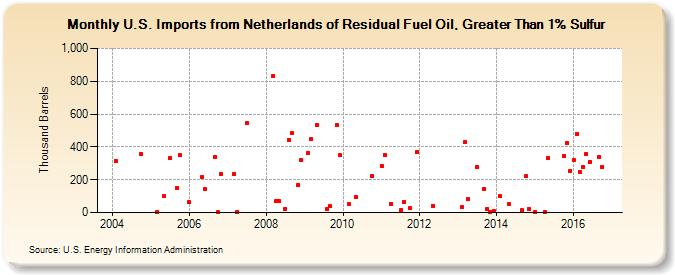 Monthly U.S. Imports from Netherlands of Residual Fuel Oil, Greater Than 1% Sulfur
Thousand Barrels
1,000
800
600
400
200
0
2004 2006 2008 2010 2012 2014 2016
Source: U.S. Energy Information Administration